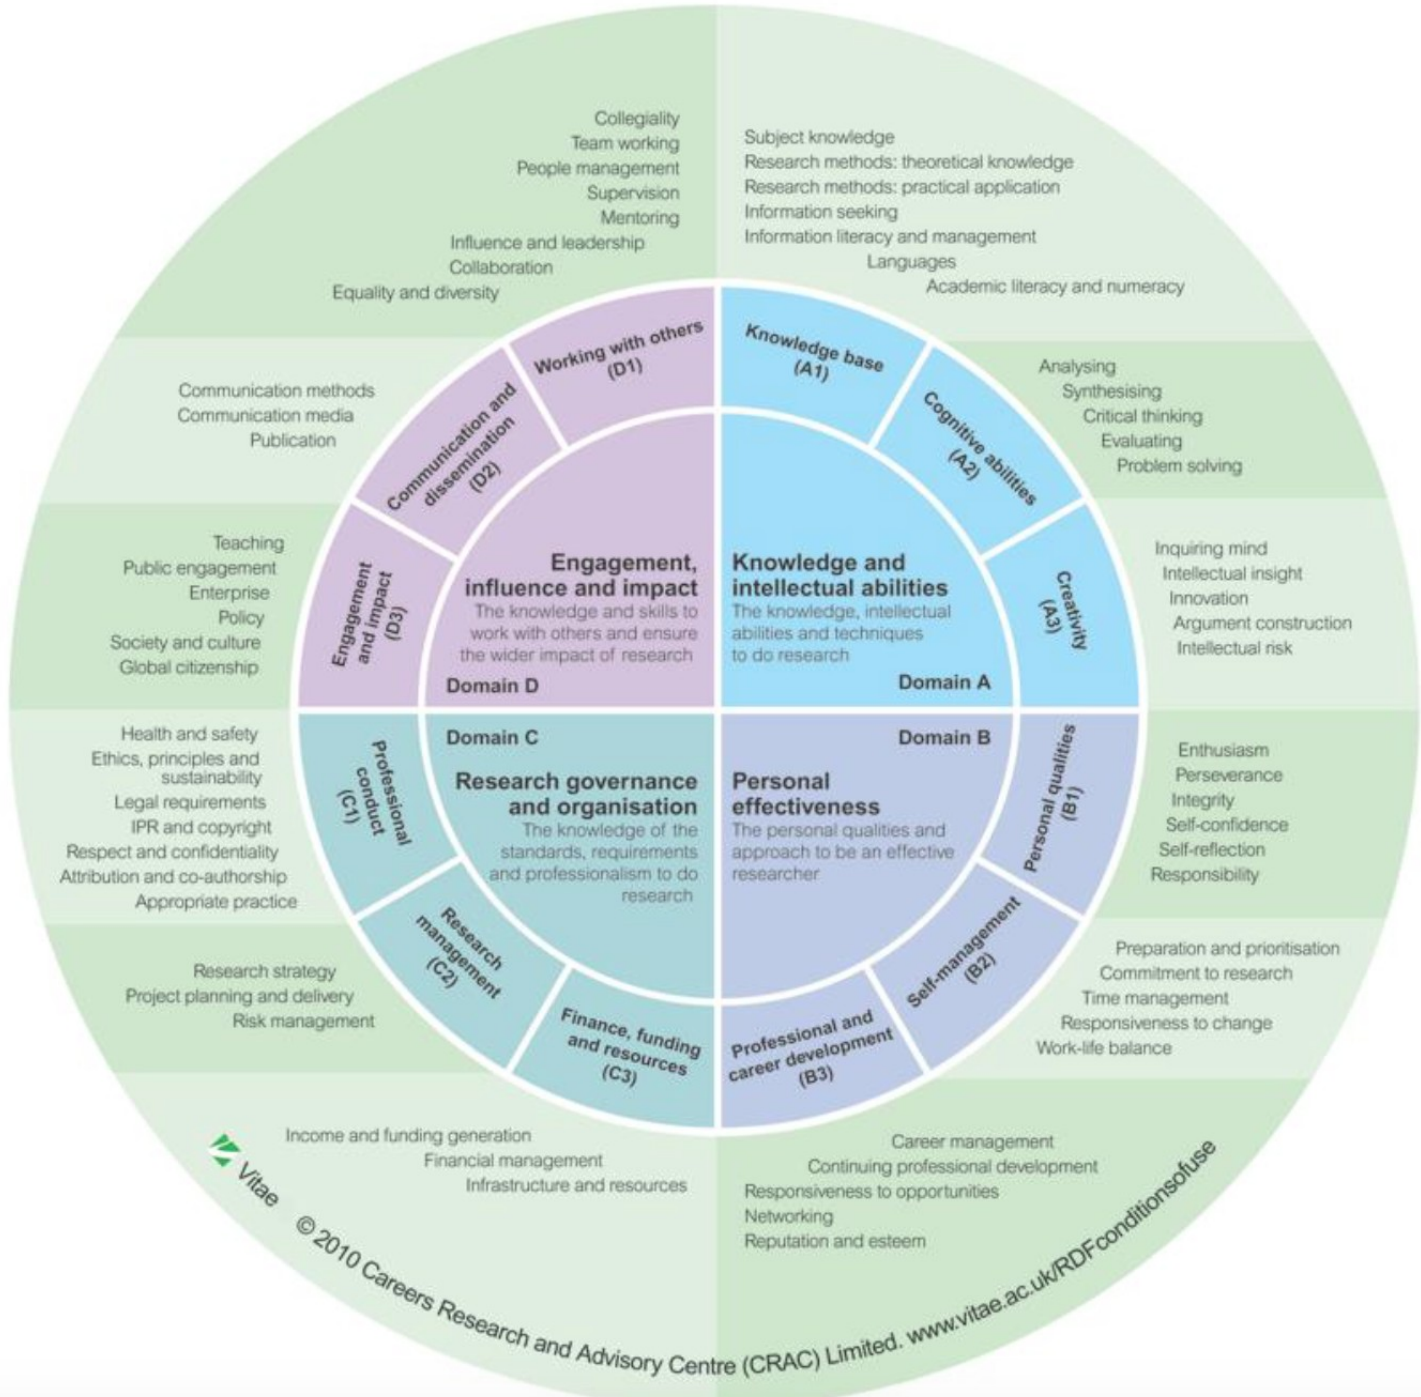 Collegiality
Team working
People management
Supervision
Mentoring
Influence and leadership
Collaboration
Equality and diversity
Subject knowledge
Research methods: theoretical knowledge
Research methods: practical application
Information seeking
Information literacy and management
Languages
Academic literacy and numeracy
Working with others
(D1)
Knowledge base
(A1)
Communication methods
Communication media
Publication
Communication and
dissemination
(D2)
Cognitive abilities
(A2)
Analysing
Synthesising
Critical thinking
Evaluating
Problem solving
Teaching
Public engagement
Enterprise
Policy
Society and culture
Global citizenship
Engagement
and impact
(D3)
Engagement,
influence and impact
The knowledge and skills to
work with others and ensure
the wider impact of research
Domain D
Knowledge and
intellectual abilities
The knowledge, intellectual
abilities and techniques
to do research
Domain A
Creativity
(A3)
Inquiring mind
Intellectual insight
Innovation
Argument construction
Intellectual risk
Health and safety
Ethics, principles and
sustainability
Legal requirements
IPR and copyright
Respect and confidentiality
Attribution and co-authorship
Appropriate practice
Professional
conduct
(C1)
Domain C
Research governance
and organisation
The knowledge of the
standards, requirements
and professionalism to do
research
Domain B
Personal
effectiveness
The personal qualities and
approach to be an effective
researcher
Personal qualities
(B1)
Enthusiasm
Perseverance
Integrity
Self-confidence
Self-reflection
Responsibility
Research strategy
Project planning and delivery
Risk management
Research
management
(C2)
Self-management
(B2)
Preparation and prioritisation
Commitment to research
Time management
Responsiveness to change
Work-life balance
Finance, funding
and resources
(C3)
Professional and
career development
(B3)
Income and funding generation
Financial management
Infrastructure and resources
Career management
Continuing professional development
Responsiveness to opportunities
Networking
Reputation and esteem
Vitae © 2010 Careers Research and Advisory Centre (CRAC) Limited. www.vitae.ac.uk/RDFconditionsofuse